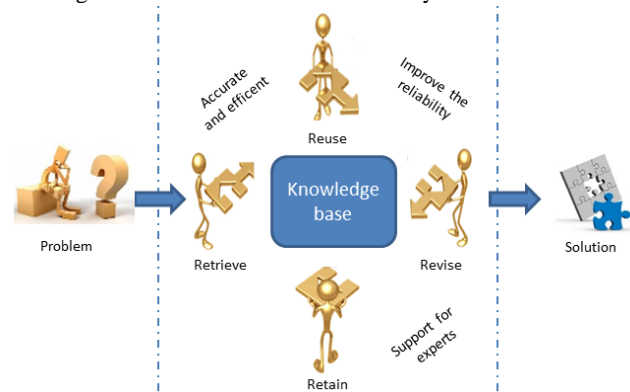 Accurate
and efficent
Improve the
reliability
Reuse
Knowledge
base
Problem
Retrieve
Revise
Solution
Support for
experts
Retain